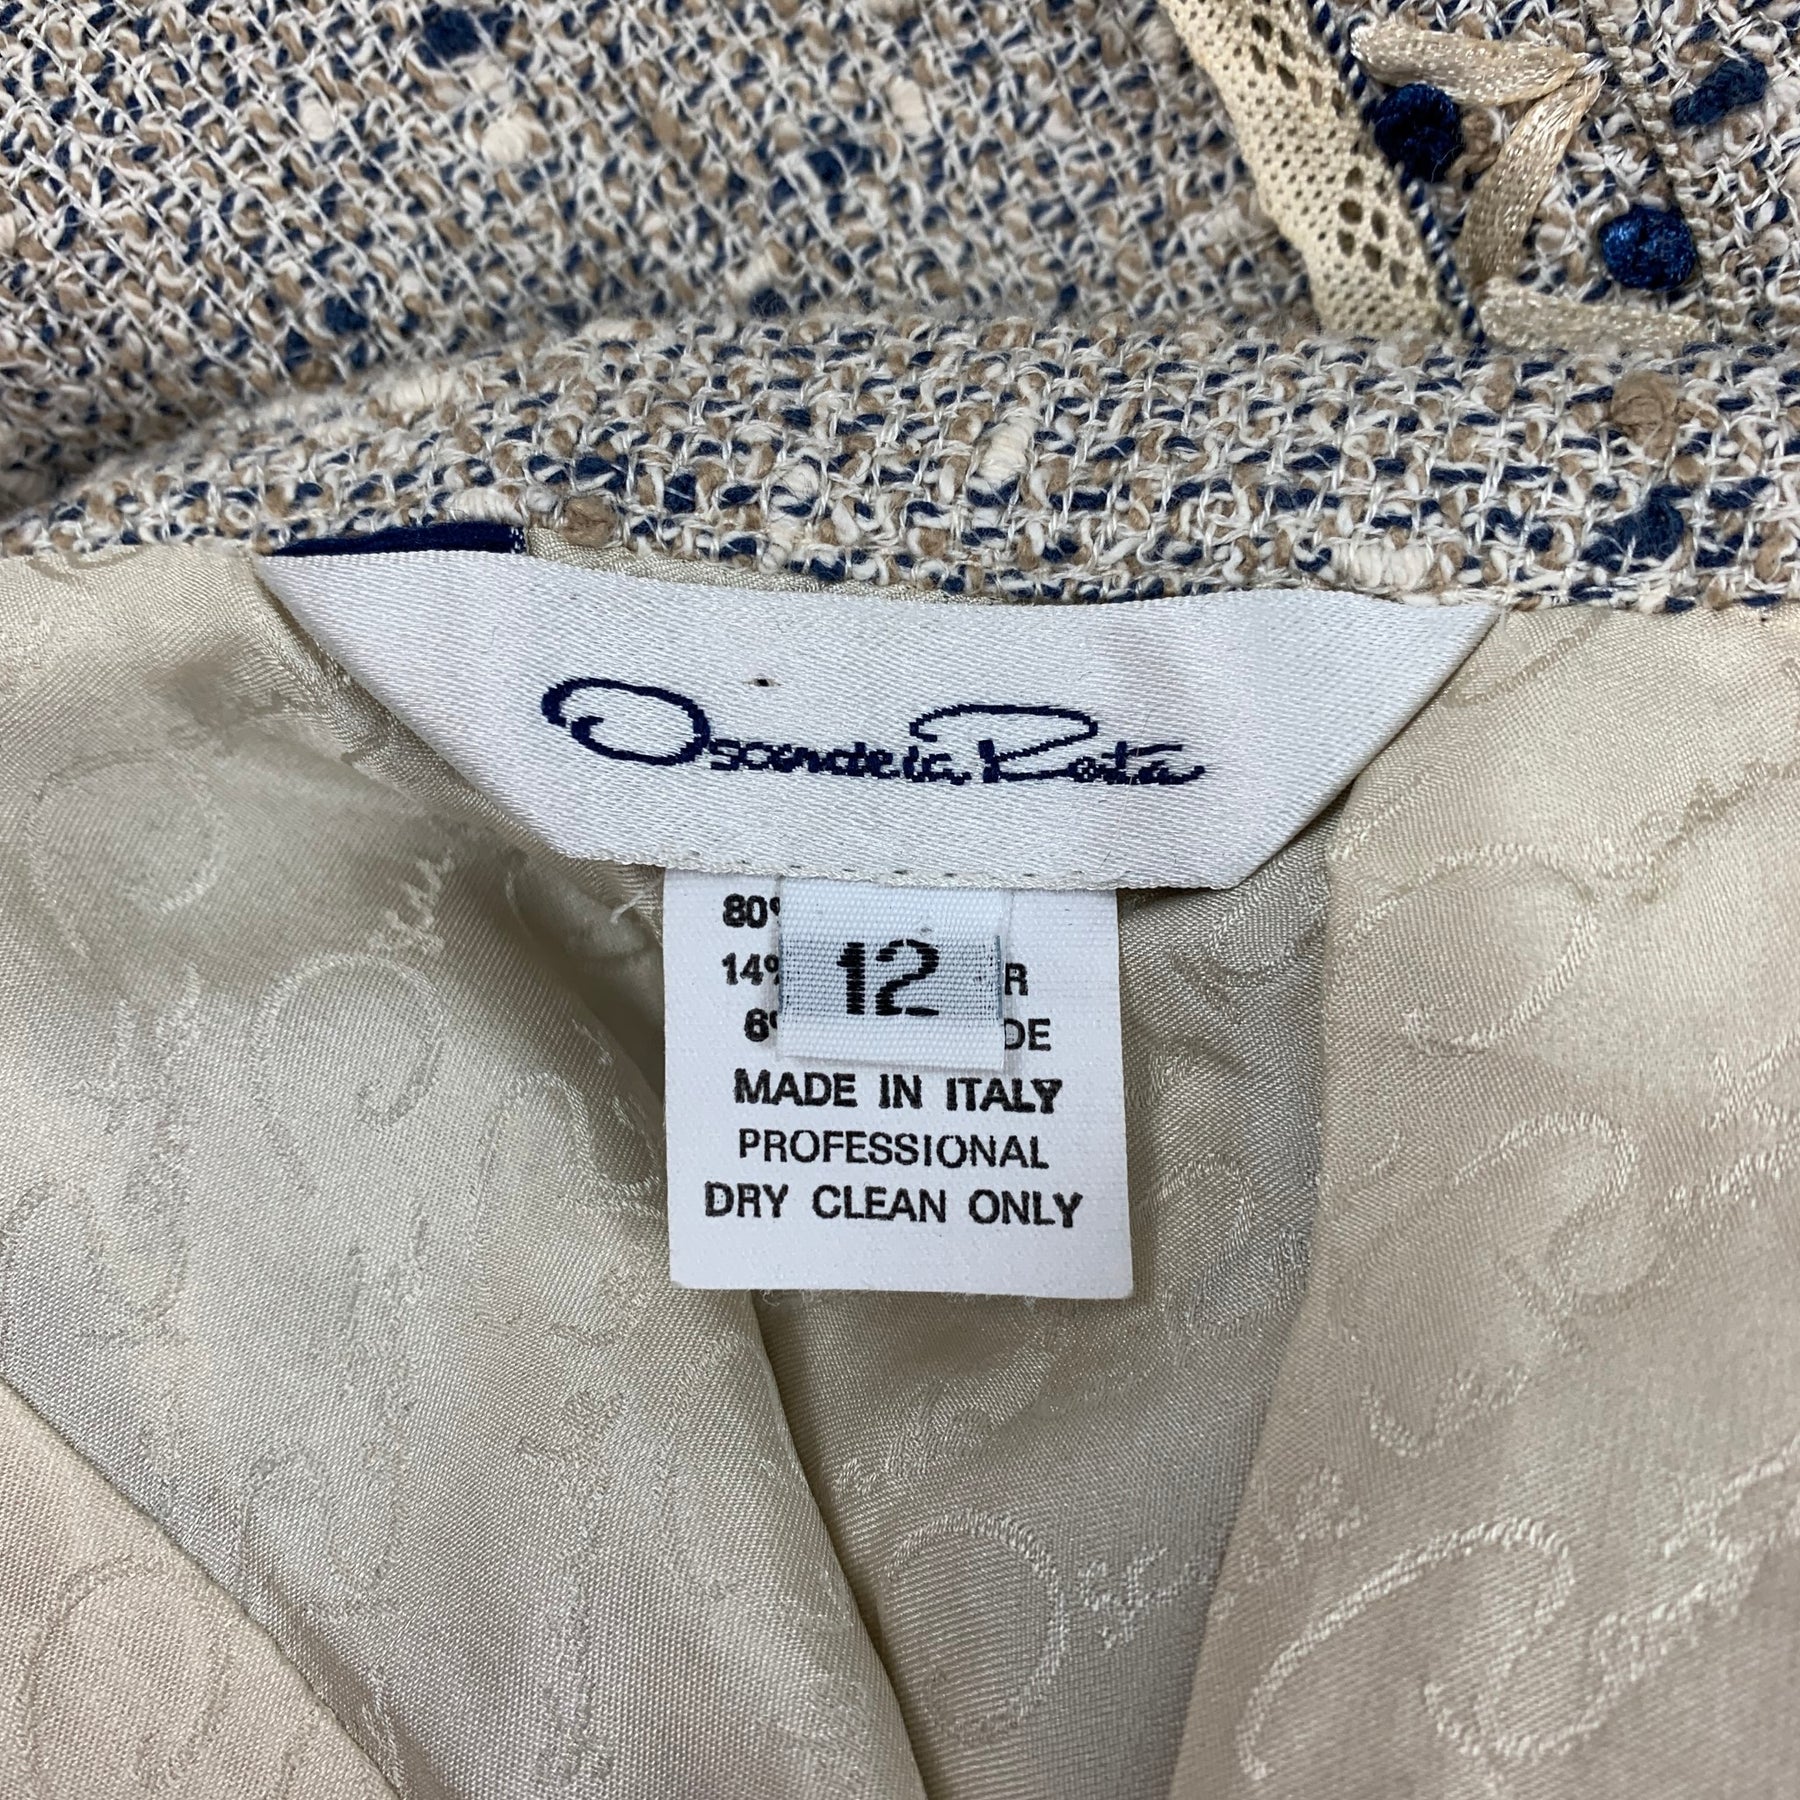 Oscar de la Renta
80%
12
14% R
6% DE
MADE IN ITALY
PROFESSIONAL
DRY CLEAN ONLY